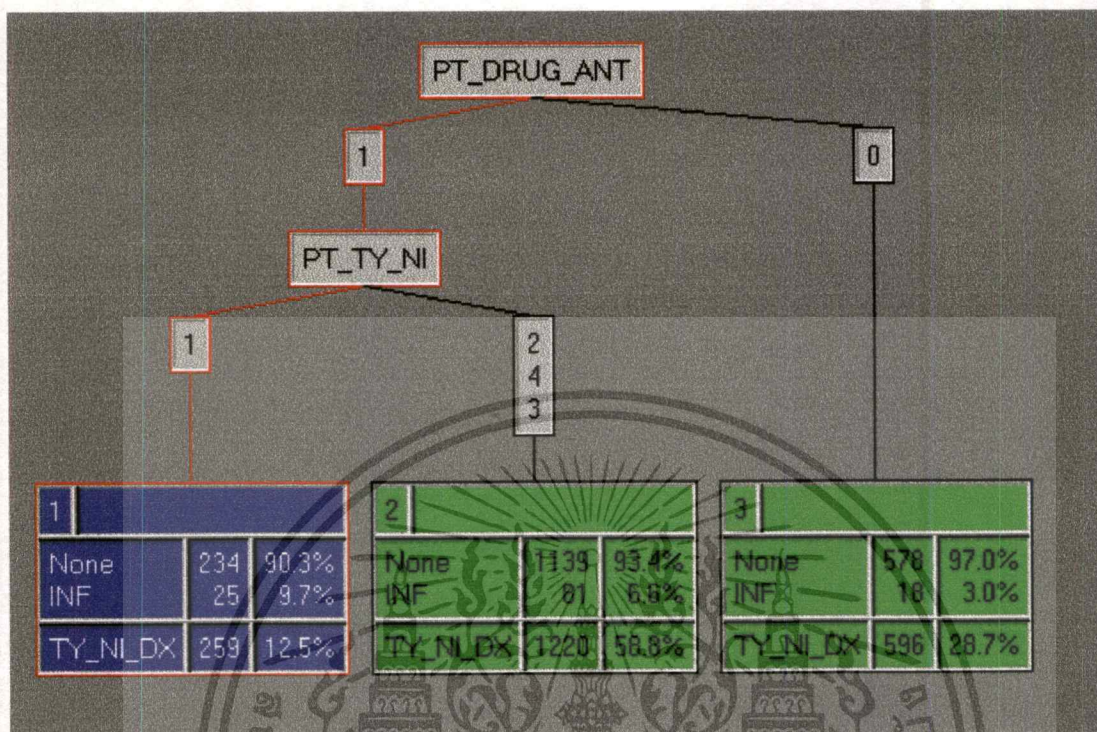 PT_DRUG_ANT
1
0
PT_TY_NI
1
2
4
3
1
None 234 90.3%
INF 25 9.7%
TY_NI_DX 259 12.5%
2
None 1139 93.4%
INF 81 6.6%
TY_NI_DX 1220 58.8%
3
None 578 97.0%
INF 18 3.0%
TY_NI_DX 596 28.7%